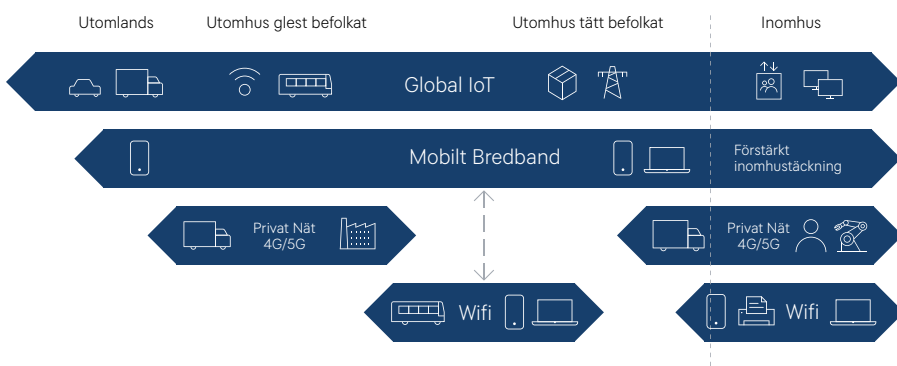 Utomlands
Utomhus glest befolkat
Utomhus tätt befolkat
Inomhus
Global IoT
Mobilt Bredband
Förstärkt
inomhustäckning
Privat Nät
4G/5G
Privat Nät
4G/5G
Wifi
Wifi